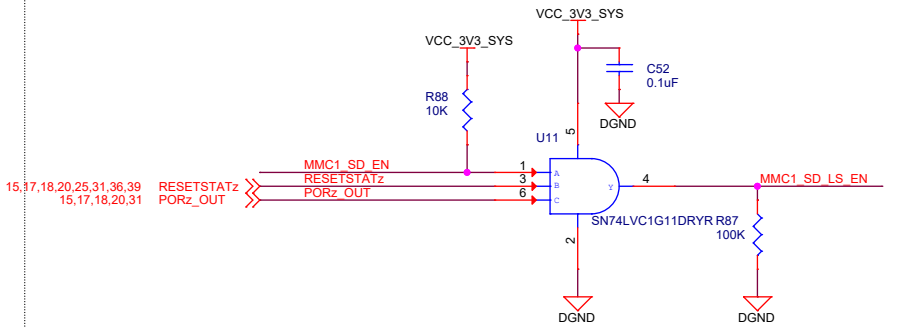 VCC_3V3_SYS
VCC_3V3_SYS
C52
0.1uF
R88
10K
DGND
5
U11
MMC1_SD_EN
1
A
15,17,18,20,25,31,36,39 RESETSTATz
RESETSTATz
3
B
Y
4
MMC1_SD_LS_EN
15,17,18,20,31 PORz_OUT
PORz_OUT
6
C
SN74LVC1G11DRYR
R87
100K
2
DGND
DGND